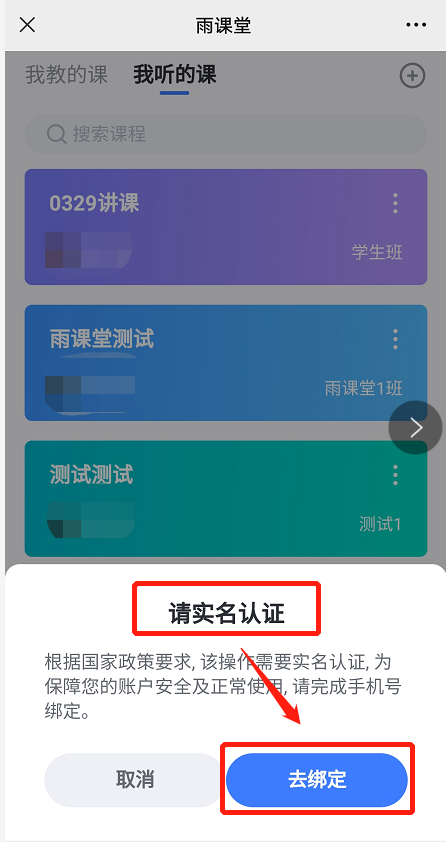 雨课堂
我教的课 我听的课
搜索课程
0329讲课
学生班
雨课堂测试
雨课堂1班
测试测试
测试1
请实名认证
根据国家政策要求, 该操作需要实名认证, 为
保障您的账户安全及正常使用, 请完成手机号
绑定。
取消 去绑定